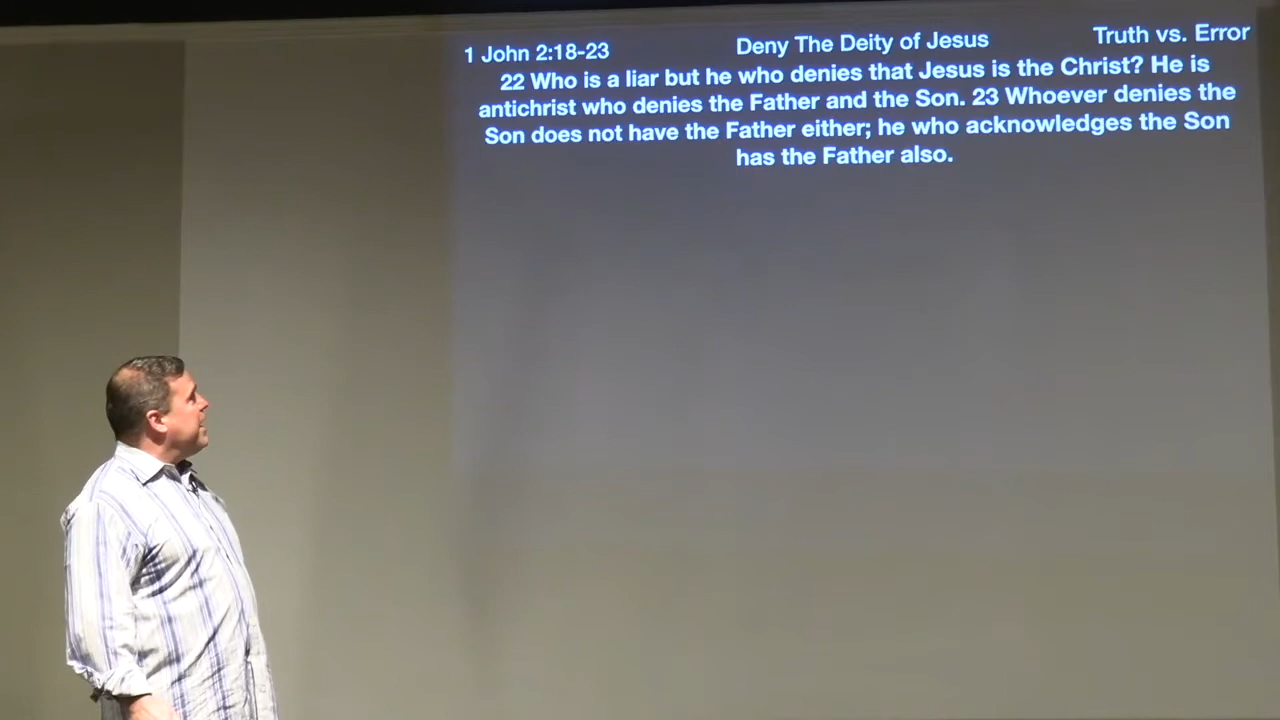 1 John 2:18-23 Deny The Deity of Jesus Truth vs. Error
22 Who is a liar but he who denies that Jesus is the Christ? He is
antichrist who denies the Father and the Son. 23 Whoever denies the
Son does not have the Father either; he who acknowledges the Son
has the Father also.